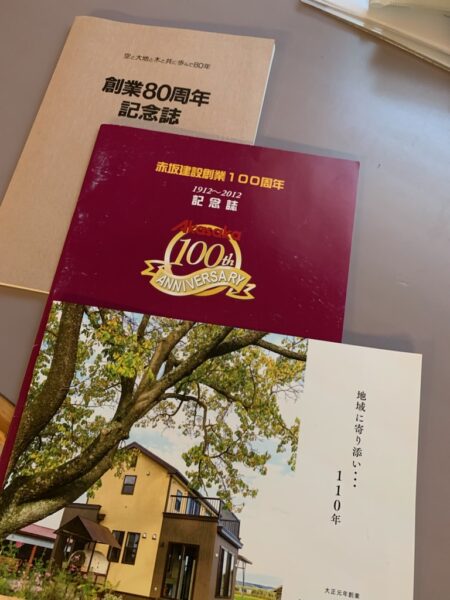 空と大地と木と共に歩んで80年
創業80周年
記念誌
赤坂建設創業100周年
1912〜2012
記念誌
Akasaka
100th
ANNIVERSARY
地域に寄り添い・・・
110年
大正元年創業